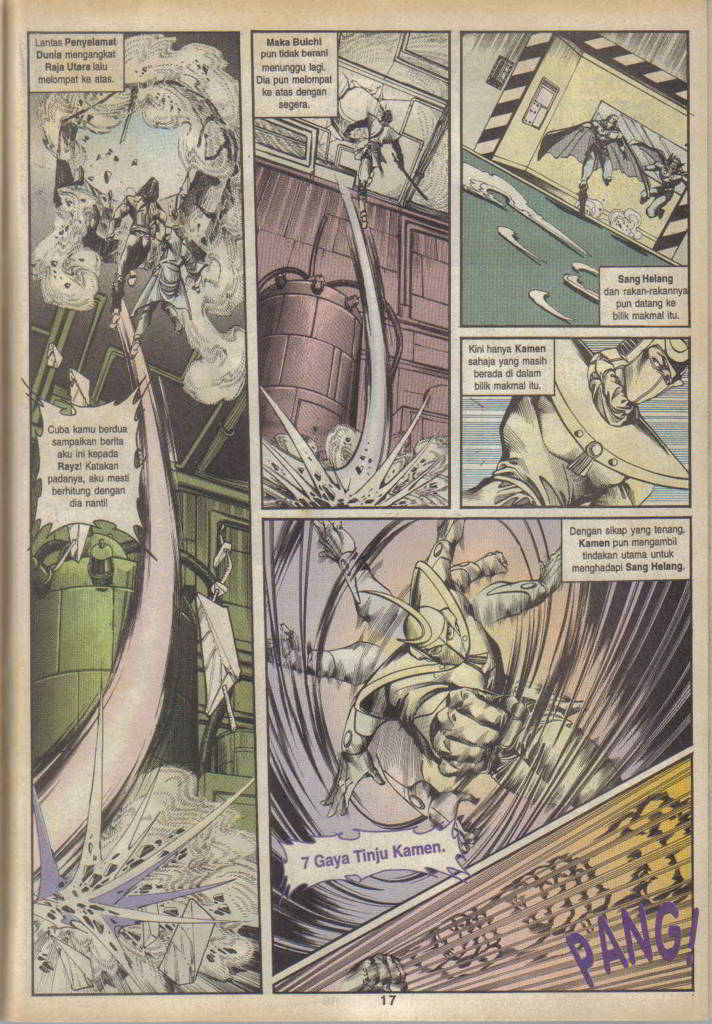 Lantas Penyelamat
Dunia mengangkat
Raja Utara lalu
melompat ke atas.
Cuba kamu berdua
sampaikan berita
aku ini kepada
Rayz! Katakan
padanya, aku mesti
berhitung dengan
dia nanti!
Maka Buichi
pun tidak berani
menunggu lagi.
Dia pun melompat
ke atas dengan
segera.
Sang Helang
dan rakan-rakannya
pun datang ke
bilik makmal itu.
Kini hanya Kamen
sahaja yang masih
berada di dalam
bilik makmal itu.
Dengan sikap yang tenang,
Kamen pun mengambil
tindakan utama untuk
menghadapi Sang Helang.
7 Gaya Tinju Kamen.
PANG!
17